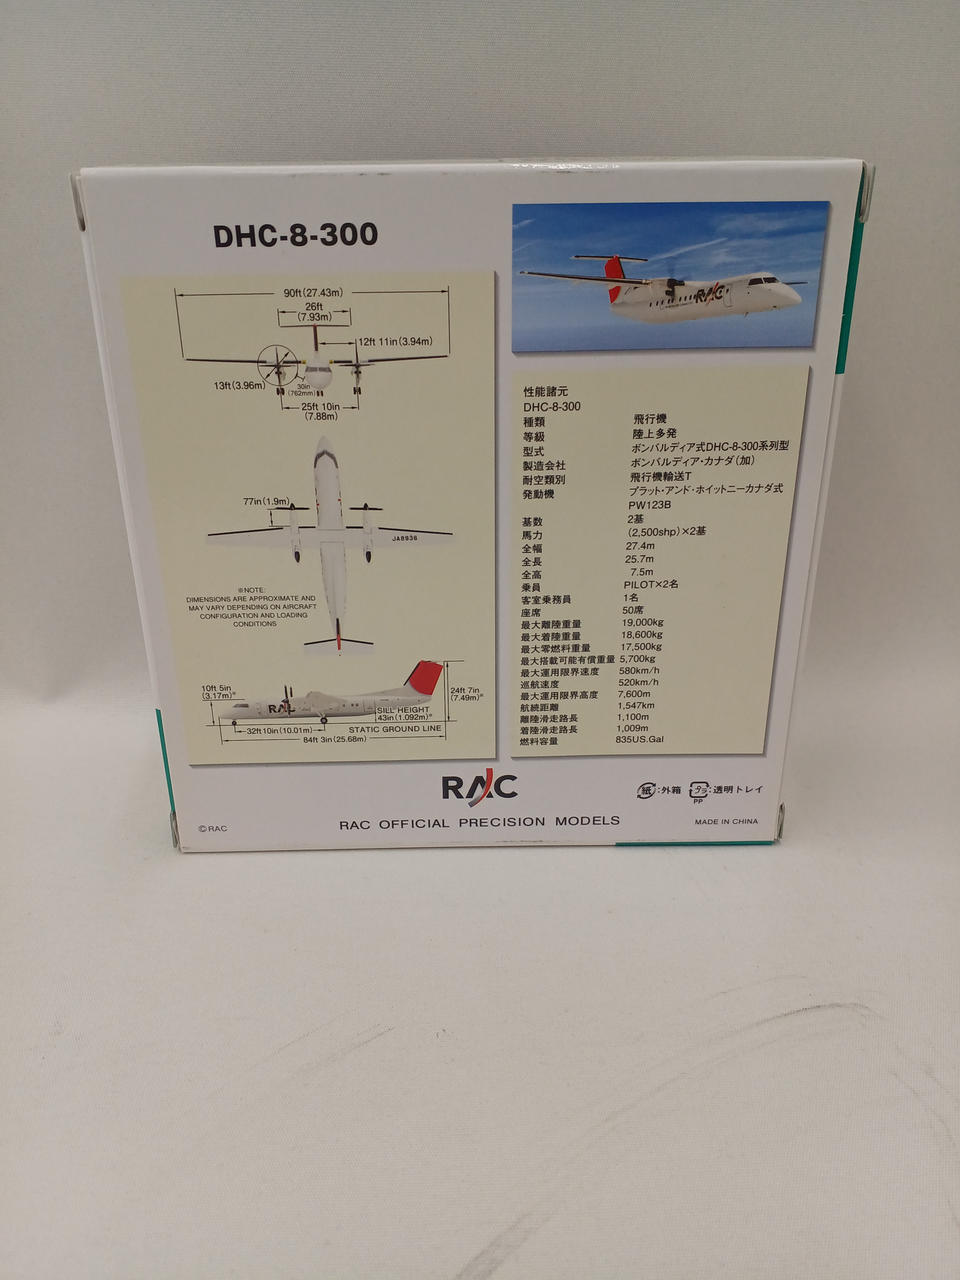 DHC-8-300
90ft(27.43m)
26ft
(7.93m)
12ft 11in(3.94m)
13ft(3.96m)
30in
(762mm)
25ft 10in
(7.88m)
77in(1.9m)
JA8936
※NOTE:
DIMENSIONS ARE APPROXIMATE AND
MAY VARY DEPENDING ON AIRCRAFT
CONFIGURATION AND LOADING
CONDITIONS
10ft 5in
(3.17m)*
24ft 7in
(7.49m)*
RAC
SILL HEIGHT
43in(1.092m)*
32ft10in(10.01m)
STATIC GROUND LINE
84ft 3in(25.68m)
RAC
性能諸元
DHC-8-300
種類 飛行機
等級 陸上多発
型式 ボンバルディア式DHC-8-300系列型
製造会社 ボンバルディア・カナダ(加)
耐空類別 飛行機輸送T
発動機 プラット・アンド・ホイットニーカナダ式
PW123B
基数 2基
馬力 (2,500shp)×2基
全幅 27.4m
全長 25.7m
全高 7.5m
乗員 PILOT×2名
客室乗務員 1名
座席 50席
最大離陸重量 19,000kg
最大着陸重量 18,600kg
最大零燃料重量 17,500kg
最大搭載可能有償重量 5,700kg
最大運用限界速度 580km/h
巡航速度 520km/h
最大運用限界高度 7,600m
航続距離 1,547km
離陸滑走路長 1,100m
着陸滑走路長 1,009m
燃料容量 835US.Gal
RAC
紙:外箱 プラ:透明トレイ
PP
©RAC
RAC OFFICIAL PRECISION MODELS
MADE IN CHINA